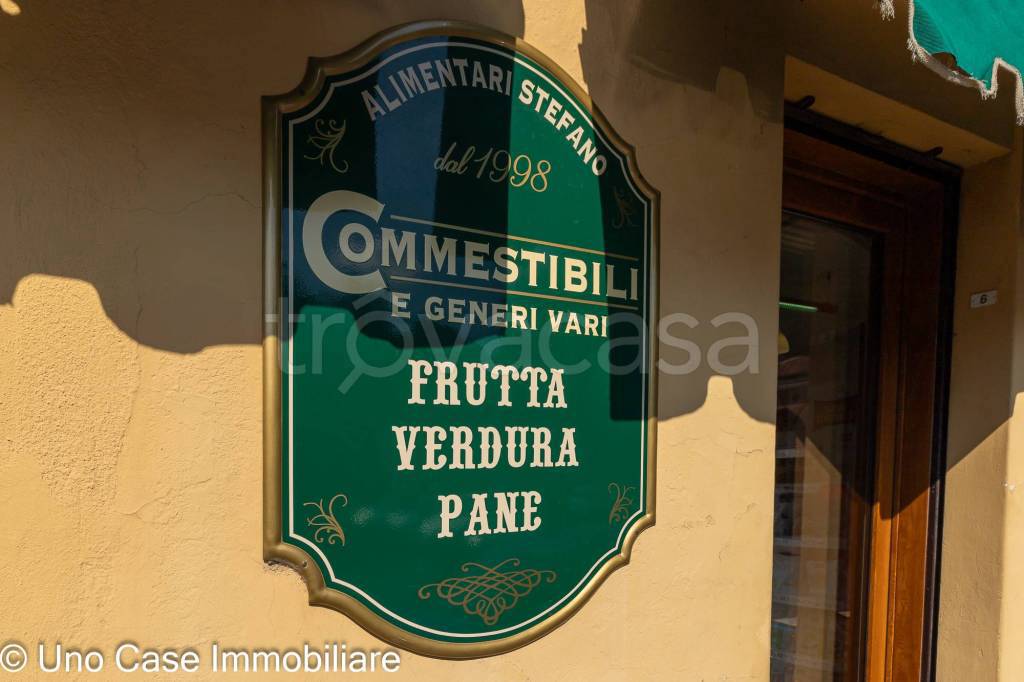 ALIMENTARI STEFANO
dal 1998
COMMESTIBILI
E GENERI VARI
trovacasa
FRUTTA
VERDURA
PANE
6
© Uno Case Immobiliare